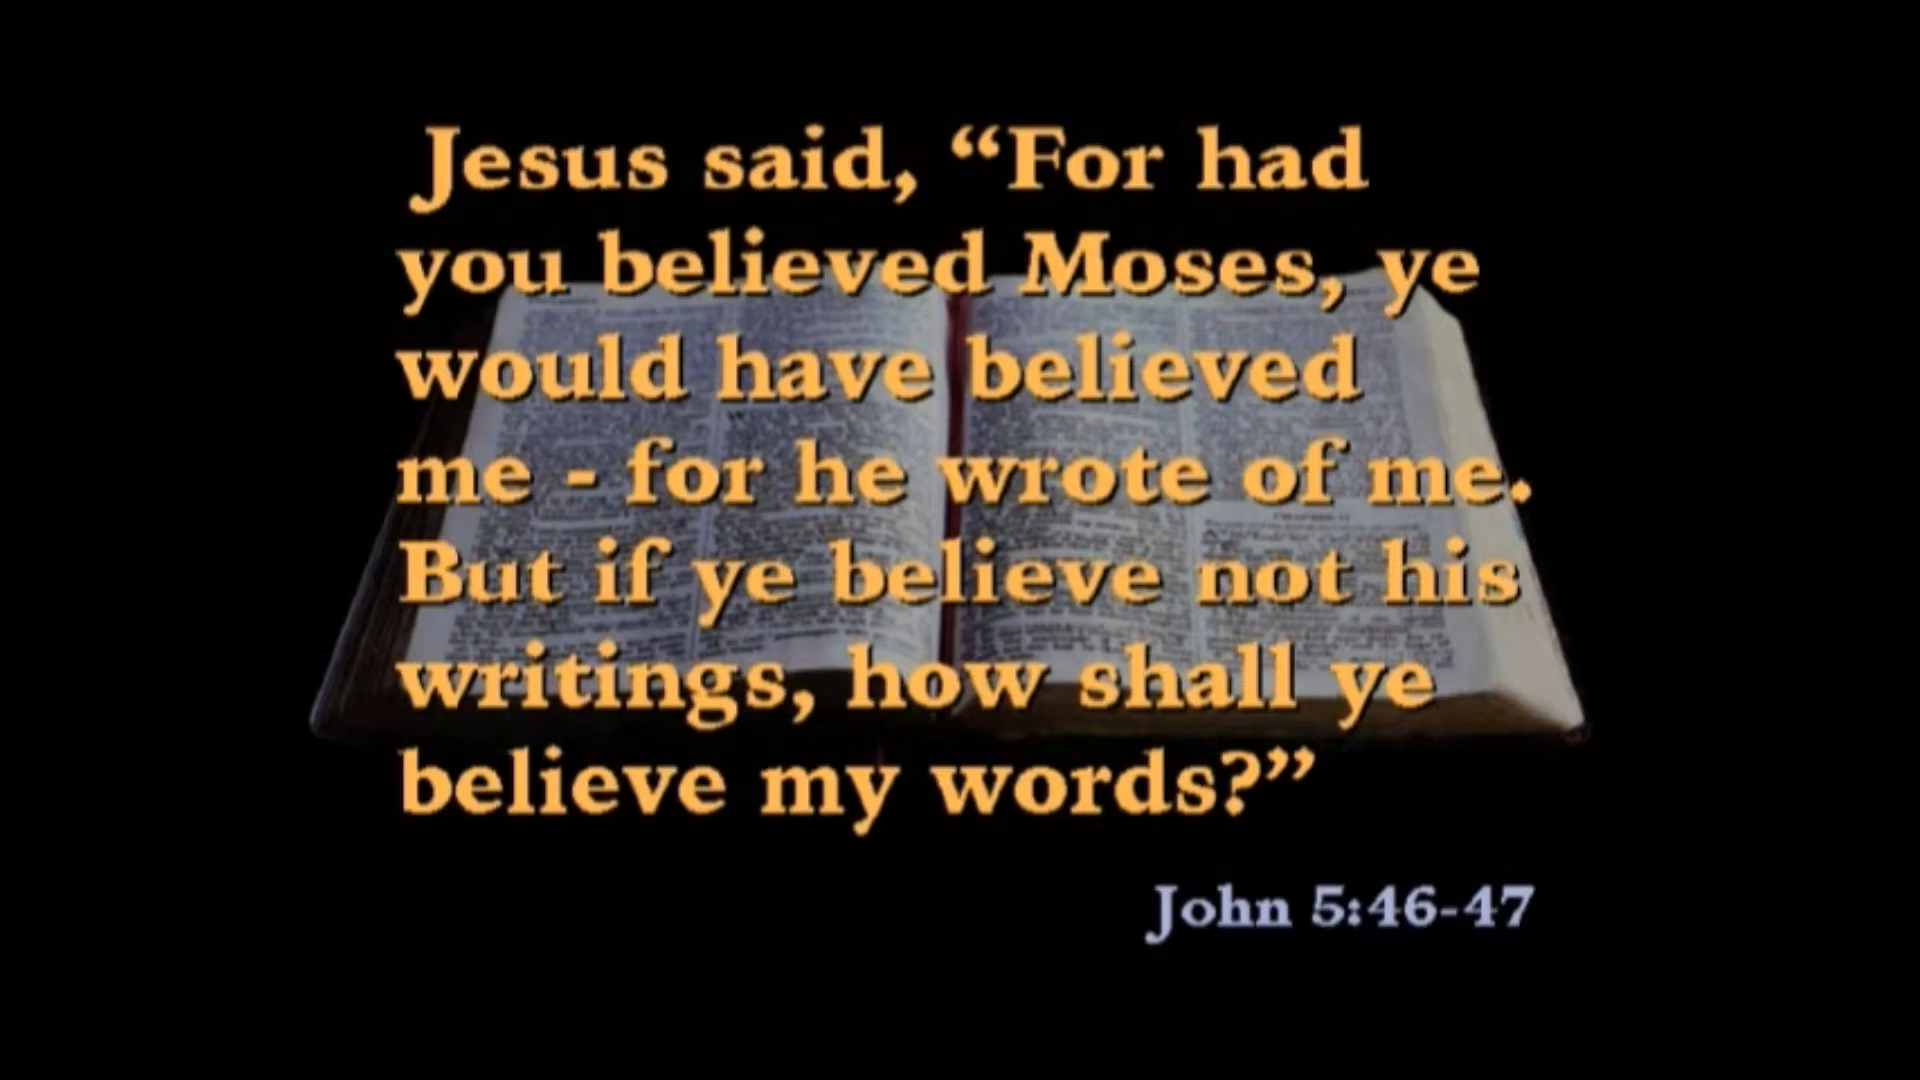 Jesus said, “For had
you believed Moses, ye
would have believed
me - for he wrote of me.
But if ye believe not his
writings, how shall ye
believe my words?”
John 5:46-47